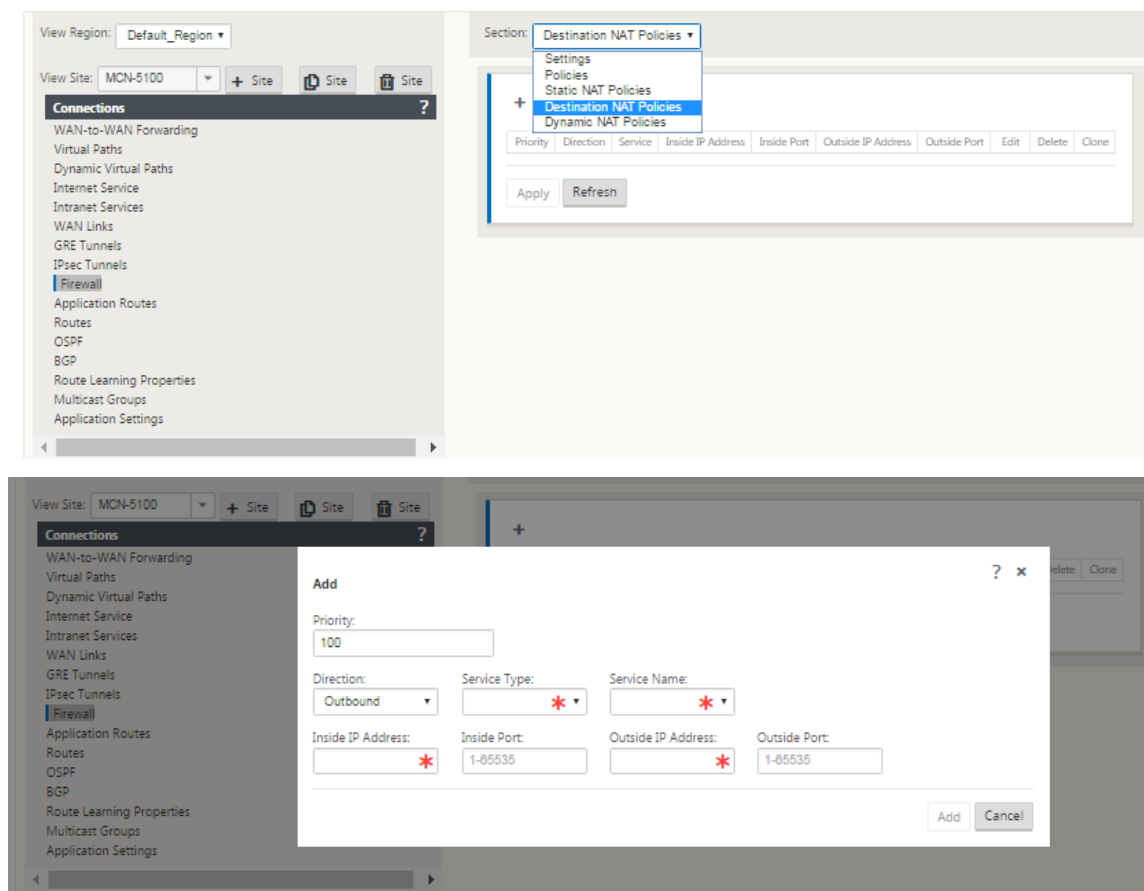 View Region: Default_Region
Section: Destination NAT Policies
Settings
Policies
Static NAT Policies
Destination NAT Policies
Dynamic NAT Policies
View Site: MCN-5100 + Site Site Site
Connections ?
WAN-to-WAN Forwarding
Virtual Paths
Dynamic Virtual Paths
Internet Service
Intranet Services
WAN Links
GRE Tunnels
IPsec Tunnels
Firewall
Application Routes
Routes
OSPF
BGP
Route Learning Properties
Multicast Groups
Application Settings
+
Priority Direction Service Inside IP Address Inside Port Outside IP Address Outside Port Edit Delete Clone
Apply Refresh
View Site: MCN-5100 + Site Site Site
Connections ?
WAN-to-WAN Forwarding
Virtual Paths
Dynamic Virtual Paths
Internet Service
Intranet Services
WAN Links
GRE Tunnels
IPsec Tunnels
Firewall
Application Routes
Routes
OSPF
BGP
Route Learning Properties
Multicast Groups
Application Settings
+
Delete Clone
Add ? ×
Priority:
100
Direction: Service Type: Service Name:
Outbound * *
Inside IP Address: Inside Port: Outside IP Address: Outside Port:
* 1-65535 * 1-65535
Add Cancel